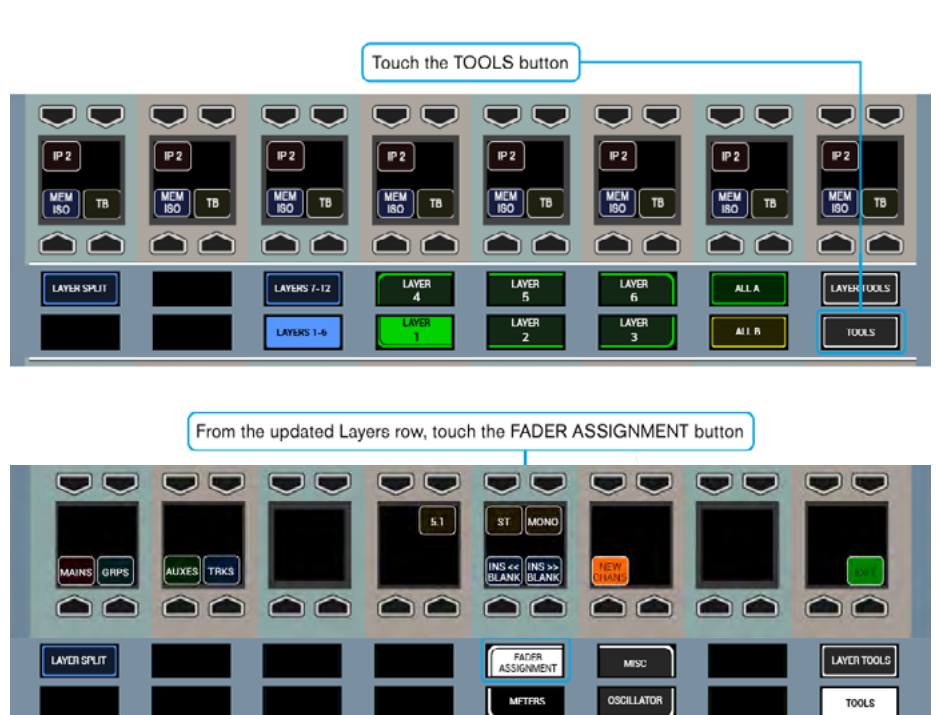 Touch the TOOLS button
IP 2 IP 2 IP 2 IP 2 IP 2 IP 2 IP 2 IP 2
MEM ISO TB MEM ISO TB MEM ISO TB MEM ISO TB MEM ISO TB MEM ISO TB MEM ISO TB MEM ISO TB
LAYER SPLIT LAYERS 7-12 LAYER 4 LAYER 5 LAYER 6 ALL A LAYER TOOLS
LAYERS 1-6 LAYER 1 LAYER 2 LAYER 3 ALL B TOOLS
From the updated Layers row, touch the FADER ASSIGNMENT button
5.1 ST MONO
MAINS GRPS AUXES TRKS INS << BLANK INS >> BLANK NEW CHANS EXIT
LAYER SPLIT FADER ASSIGNMENT MISC LAYER TOOLS
METERS OSCILLATOR TOOLS